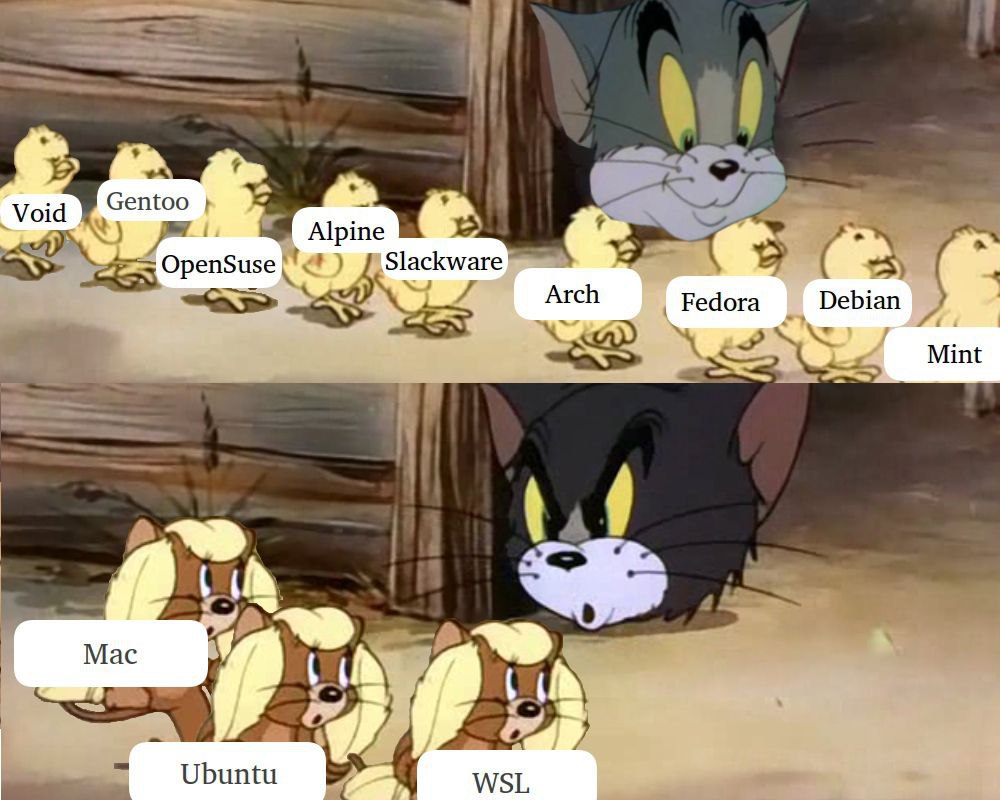 Void
Gentoo
OpenSuse
Alpine
Slackware
Arch
Fedora
Debian
Mint
Mac
Ubuntu
WSL